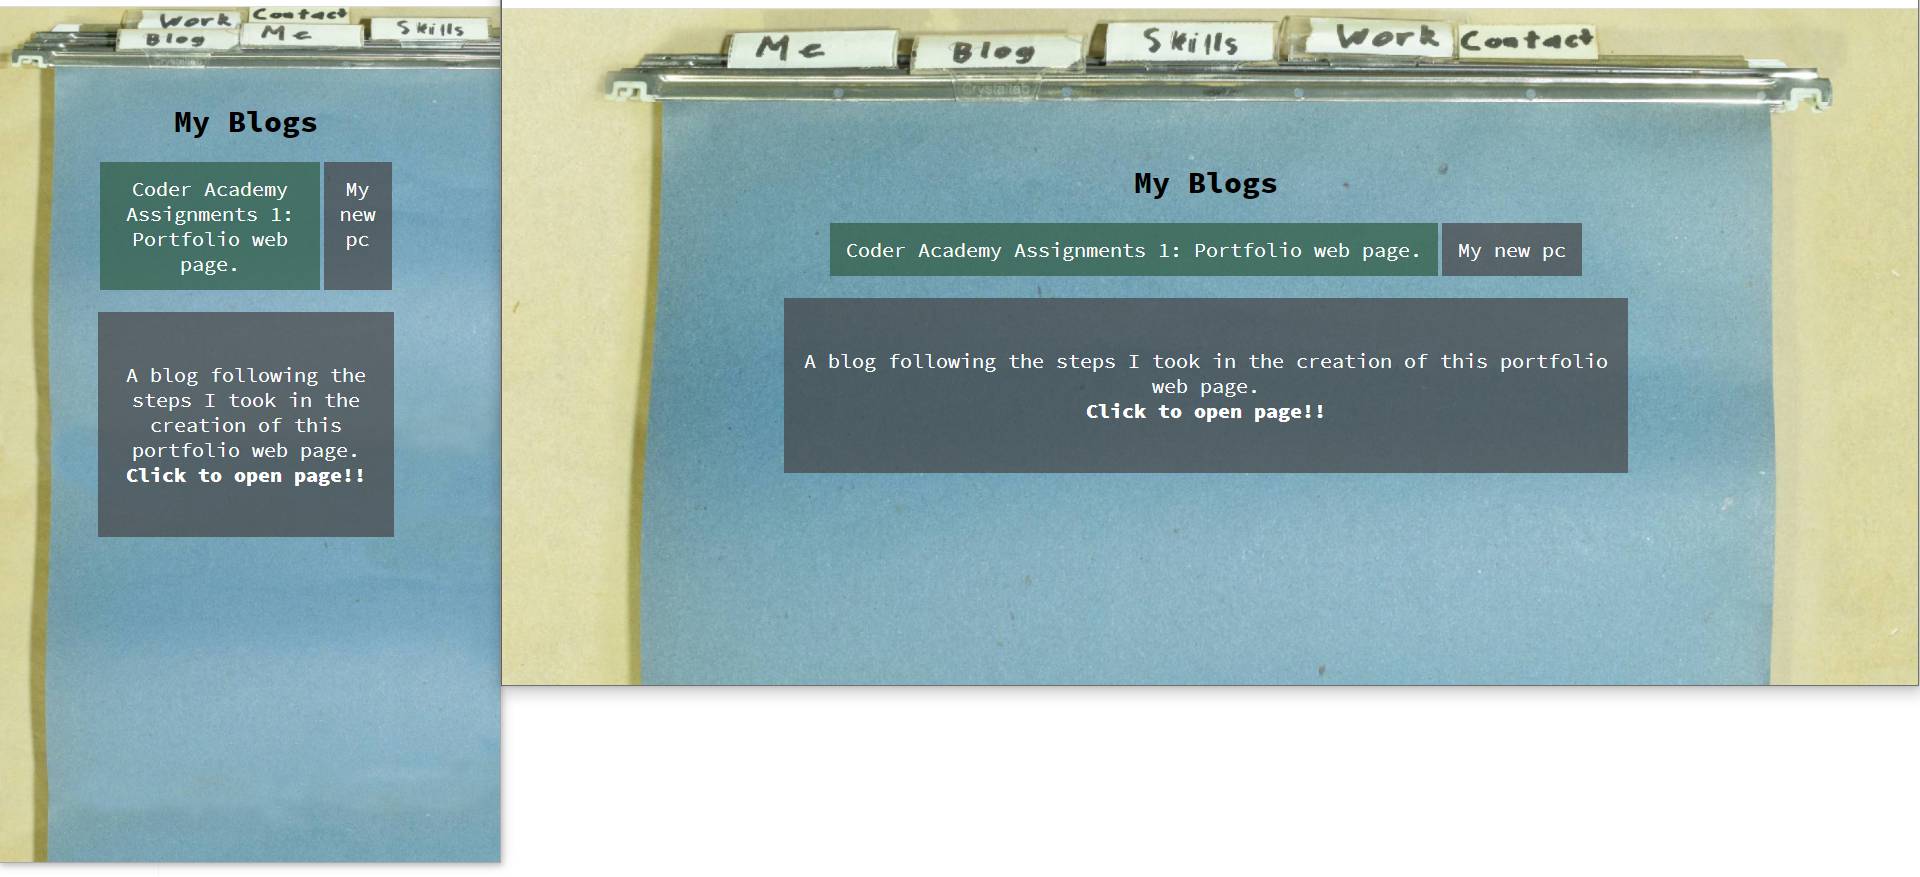 Work Contact
Blog Me Skills
Crystallab
My Blogs
Coder Academy
Assignments 1:
Portfolio web
page.
My
new
pc
A blog following the
steps I took in the
creation of this
portfolio web page.
Click to open page!!
Me Blog Skills Work Contact
Crystallab
My Blogs
Coder Academy Assignments 1: Portfolio web page.
My new pc
A blog following the steps I took in the creation of this portfolio
web page.
Click to open page!!